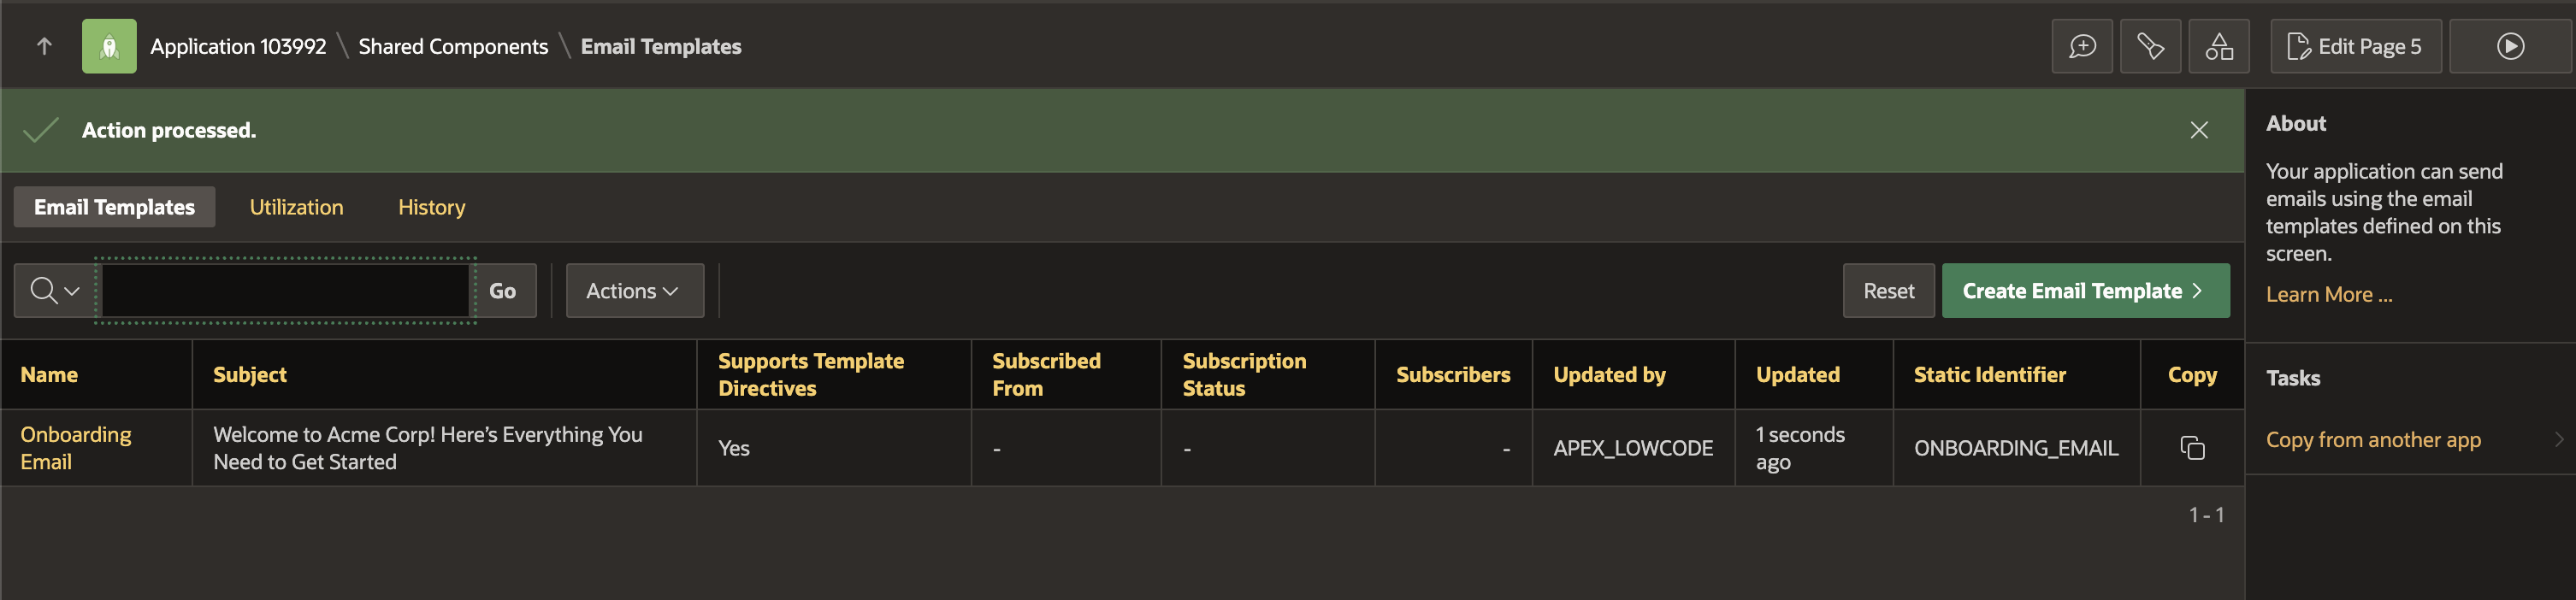 Application 103992 \ Shared Components \ Email Templates
Edit Page 5
Action processed.
Email Templates
Utilization
History
Go
Actions
Reset
Create Email Template
Name
Subject
Supports Template
Directives
Subscribed
From
Subscription
Status
Subscribers
Updated by
Updated
Static Identifier
Copy
Onboarding
Email
Welcome to Acme Corp! Here’s Everything You
Need to Get Started
Yes
-
-
-
APEX_LOWCODE
1 seconds
ago
ONBOARDING_EMAIL
1 - 1
About
Your application can send
emails using the email
templates defined on this
screen.
Learn More ...
Tasks
Copy from another app